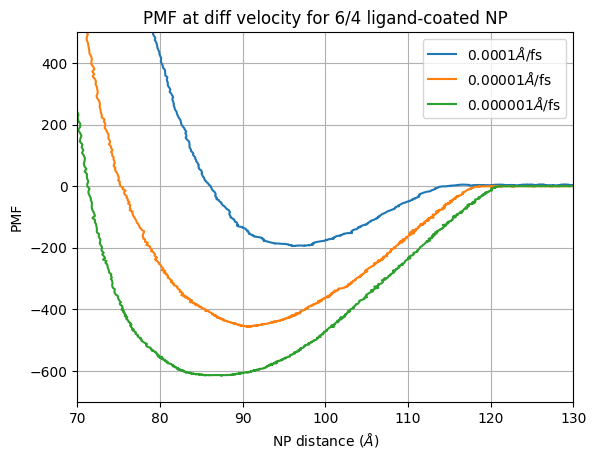 PMF at diff velocity for 6/4 ligand-coated NP
0.0001Å/fs
0.00001Å/fs
0.000001Å/fs
400
200
0
−200
−400
−600
PMF
70 80 90 100 110 120 130
NP distance (Å)